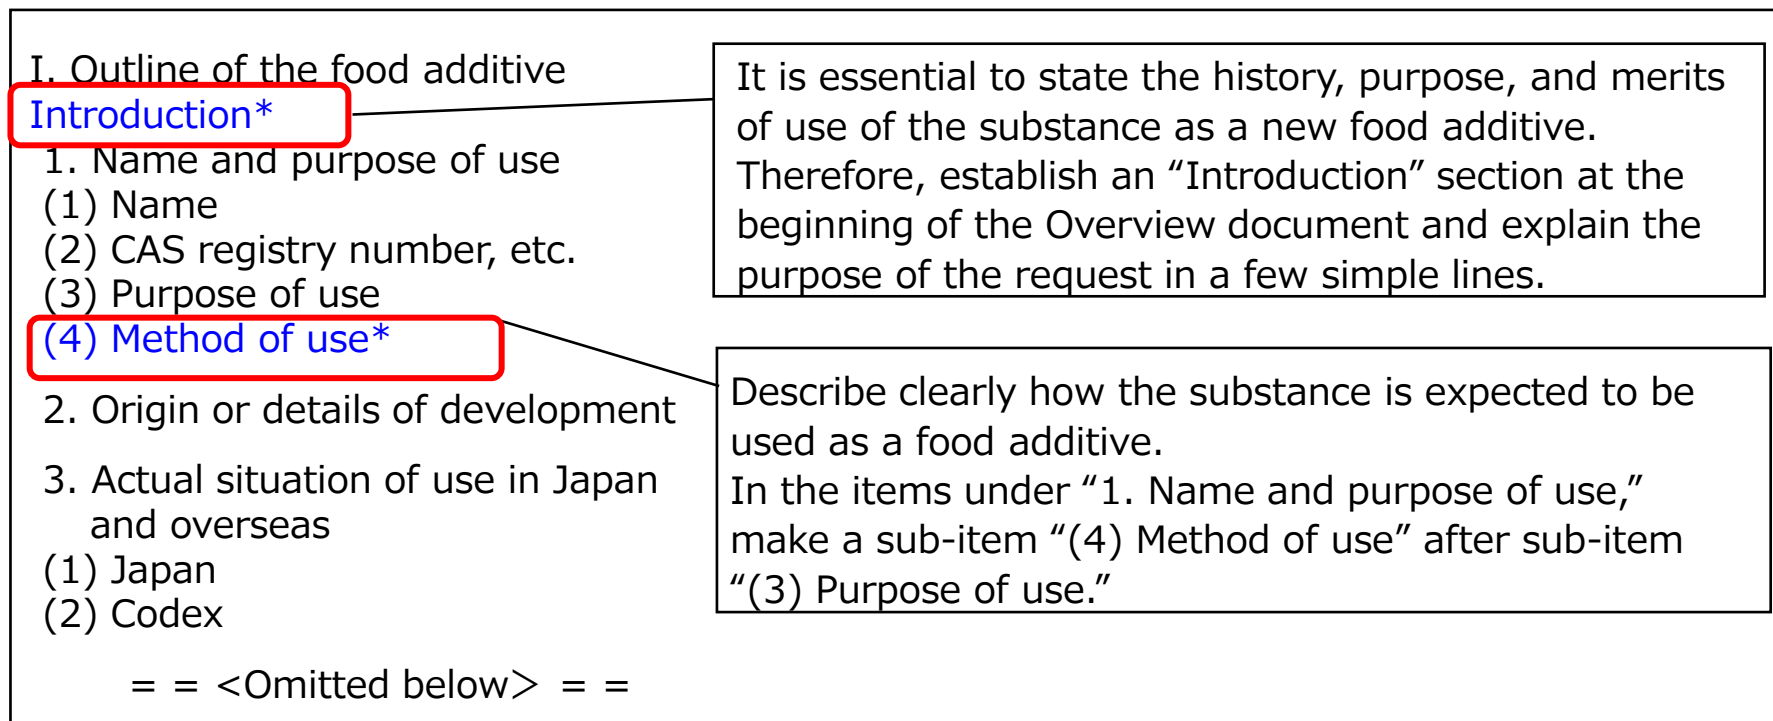 I. Outline of the food additive
Introduction*
1. Name and purpose of use
(1) Name
(2) CAS registry number, etc.
(3) Purpose of use
(4) Method of use*
2. Origin or details of development
3. Actual situation of use in Japan
and overseas
(1) Japan
(2) Codex
= = <Omitted below＞ = =
It is essential to state the history, purpose, and merits
of use of the substance as a new food additive.
Therefore, establish an “Introduction” section at the
beginning of the Overview document and explain the
purpose of the request in a few simple lines.
Describe clearly how the substance is expected to be
used as a food additive.
In the items under “1. Name and purpose of use,”
make a sub-item “(4) Method of use” after sub-item
“(3) Purpose of use.”